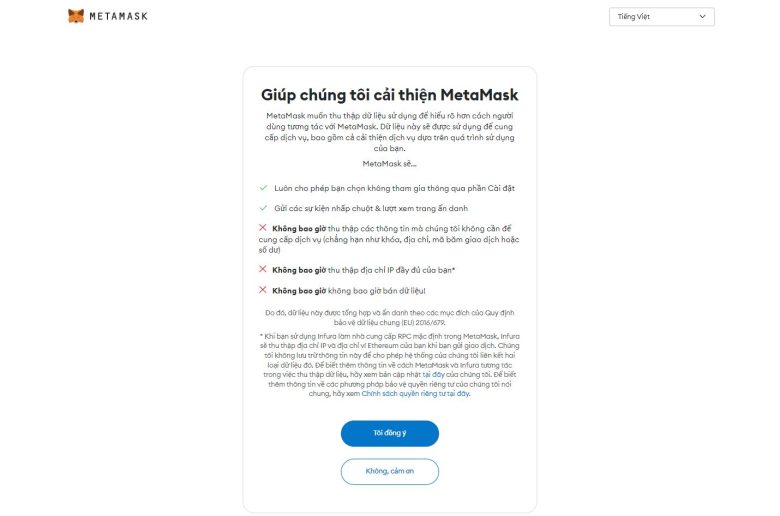 METAMASK
Tiếng Việt
Giúp chúng tôi cải thiện MetaMask
MetaMask muốn thu thập dữ liệu sử dụng để hiểu rõ hơn cách người
dùng tương tác với MetaMask. Dữ liệu này sẽ được sử dụng để cung
cấp dịch vụ, bao gồm cả cải thiện dịch vụ dựa trên quá trình sử dụng
của bạn.
MetaMask sẽ...
Luôn cho phép bạn chọn không tham gia thông qua phần Cài đặt
Gửi các sự kiện nhấp chuột & lượt xem trang ẩn danh
Không bao giờ thu thập các thông tin mà chúng tôi không cần để
cung cấp dịch vụ (chẳng hạn như khóa, địa chỉ, mã băm giao dịch hoặc
số dư)
Không bao giờ thu thập địa chỉ IP đầy đủ của bạn*
Không bao giờ không bao giờ bán dữ liệu!
Do đó, dữ liệu này được tổng hợp và ẩn danh theo các mục đích của Quy định
bảo vệ dữ liệu chung (EU) 2016/679.
* Khi bạn sử dụng Infura làm nhà cung cấp RPC mặc định trong MetaMask, Infura
sẽ thu thập địa chỉ IP và địa chỉ ví Ethereum của bạn khi bạn gửi giao dịch. Chúng
tôi không lưu trữ thông tin này để cho phép hệ thống của chúng tôi liên kết hai
loại dữ liệu đó. Để biết thêm thông tin về cách MetaMask và Infura tương tác
trong việc thu thập dữ liệu, hãy xem bản cập nhật tại đây của chúng tôi. Để biết
thêm thông tin về các phương pháp bảo vệ quyền riêng tư của chúng tôi nói
chung, hãy xem Chính sách quyền riêng tư tại đây.
Tôi đồng ý
Không, cảm ơn